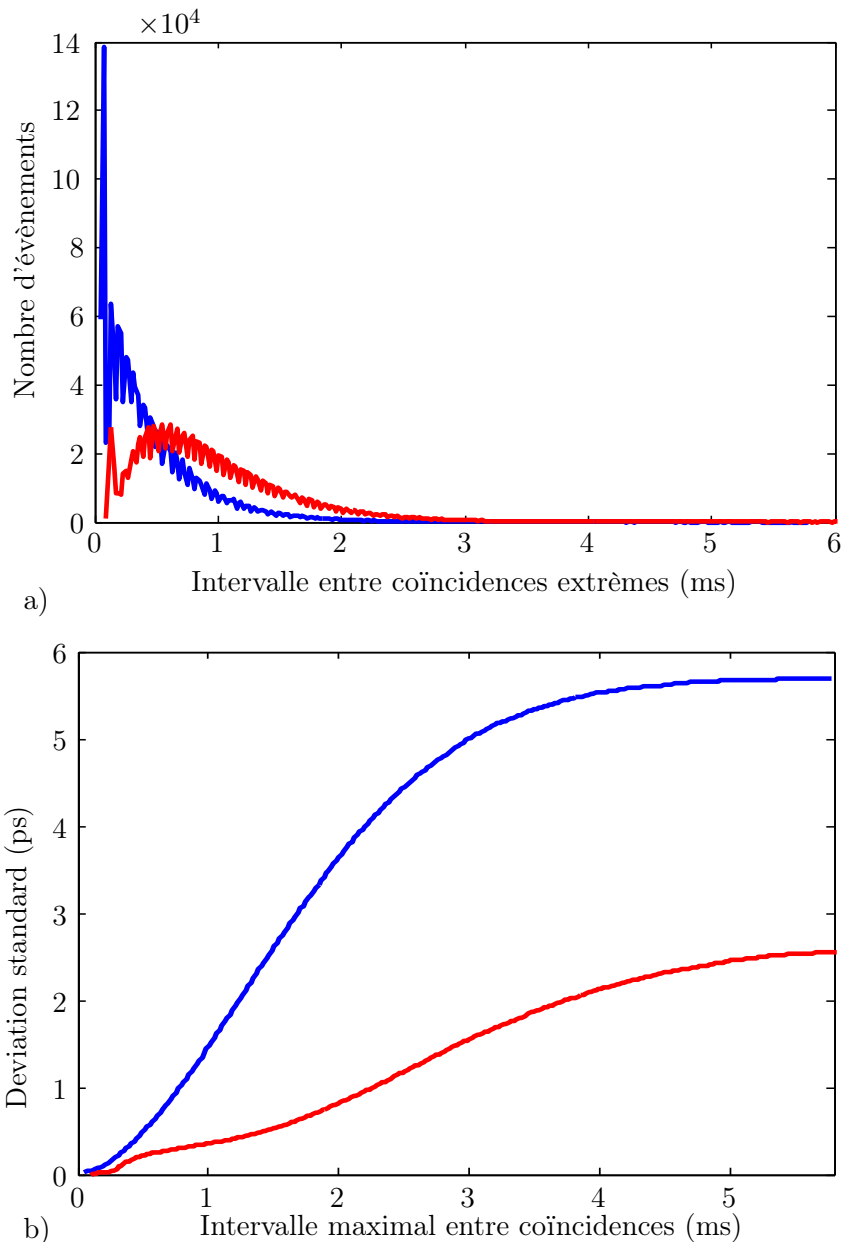 ×10⁴
14
12
10
8
6
4
2
0
Nombre d'évènements
0 1 2 3 4 5 6
Intervalle entre coïncidences extrèmes (ms)
a)
6
5
4
3
2
1
0
Deviation standard (ps)
0 1 2 3 4 5
Intervalle maximal entre coïncidences (ms)
b)